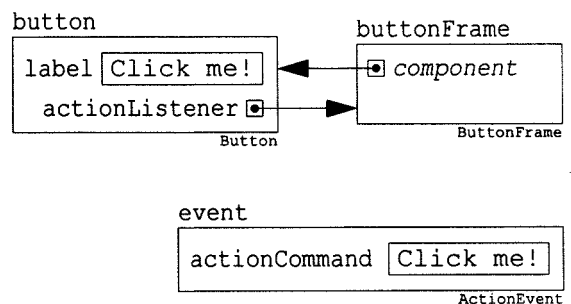 button
buttonFrame
label Click me!
component
actionListener
Button
ButtonFrame
event
actionCommand Click me!
ActionEvent